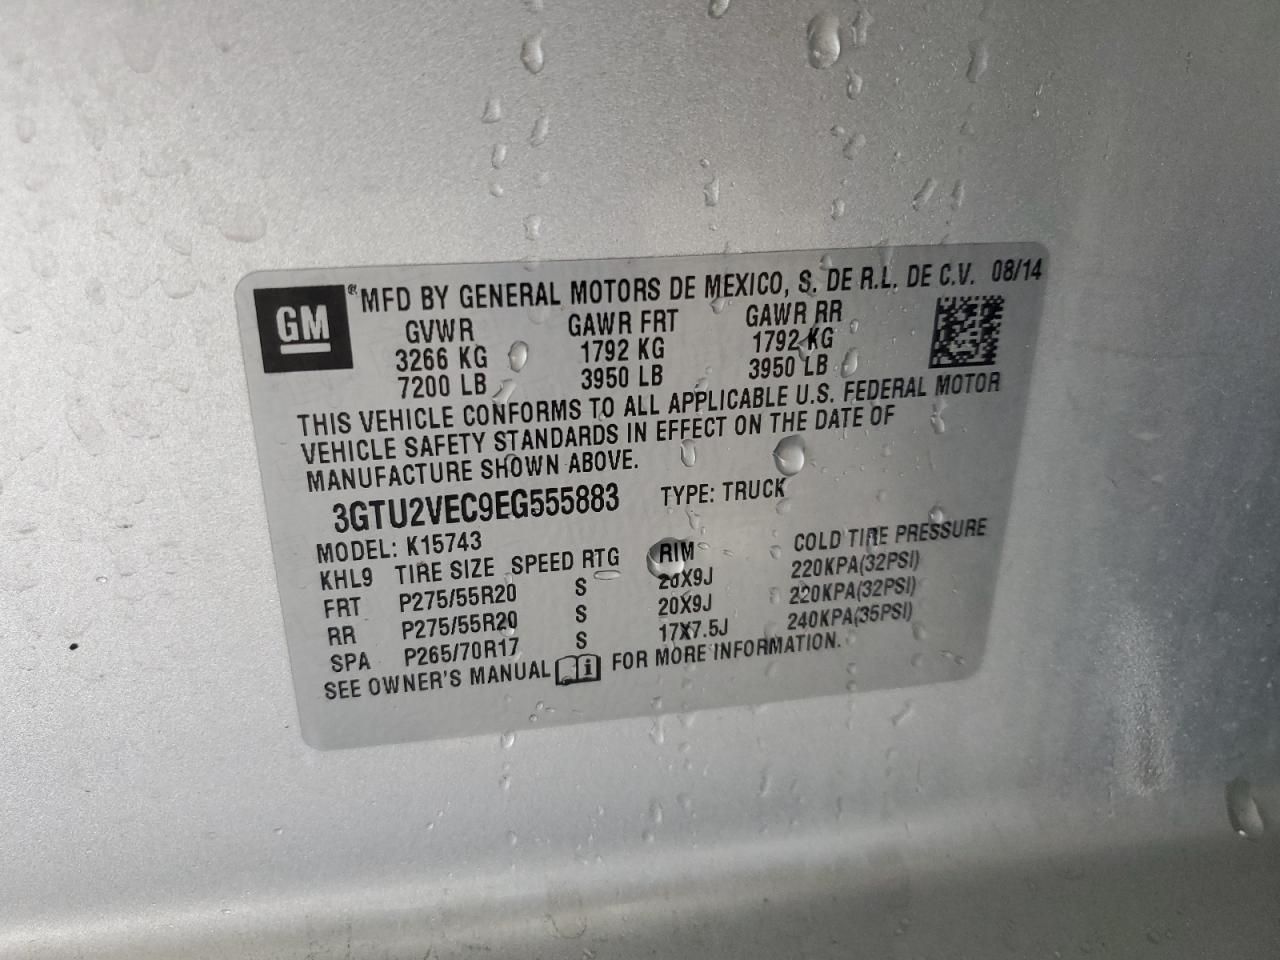 GM
® MFD BY GENERAL MOTORS DE MEXICO, S. DE R.L. DE C.V. 08/14
GVWR GAWR FRT GAWR RR
3266 KG 1792 KG 1792 KG
7200 LB 3950 LB 3950 LB
THIS VEHICLE CONFORMS TO ALL APPLICABLE U.S. FEDERAL MOTOR
VEHICLE SAFETY STANDARDS IN EFFECT ON THE DATE OF
MANUFACTURE SHOWN ABOVE.
3GTU2VEC9EG555883 TYPE: TRUCK
MODEL: K15743
KHL9 TIRE SIZE SPEED RTG RIM COLD TIRE PRESSURE
FRT P275/55R20 S 20X9J 220KPA(32PSI)
RR P275/55R20 S 20X9J 220KPA(32PSI)
SPA P265/70R17 S 17X7.5J 240KPA(35PSI)
SEE OWNER'S MANUAL i FOR MORE INFORMATION.